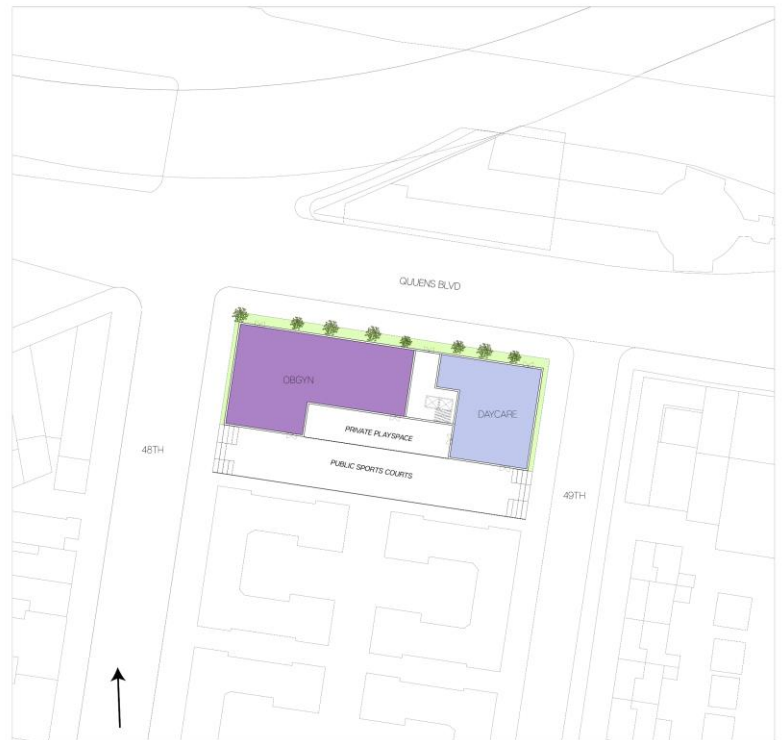 QUUENS BLVD
OBGYN
DAYCARE
PRIVATE PLAYSPACE
48TH
PUBLIC SPORTS COURTS
49TH